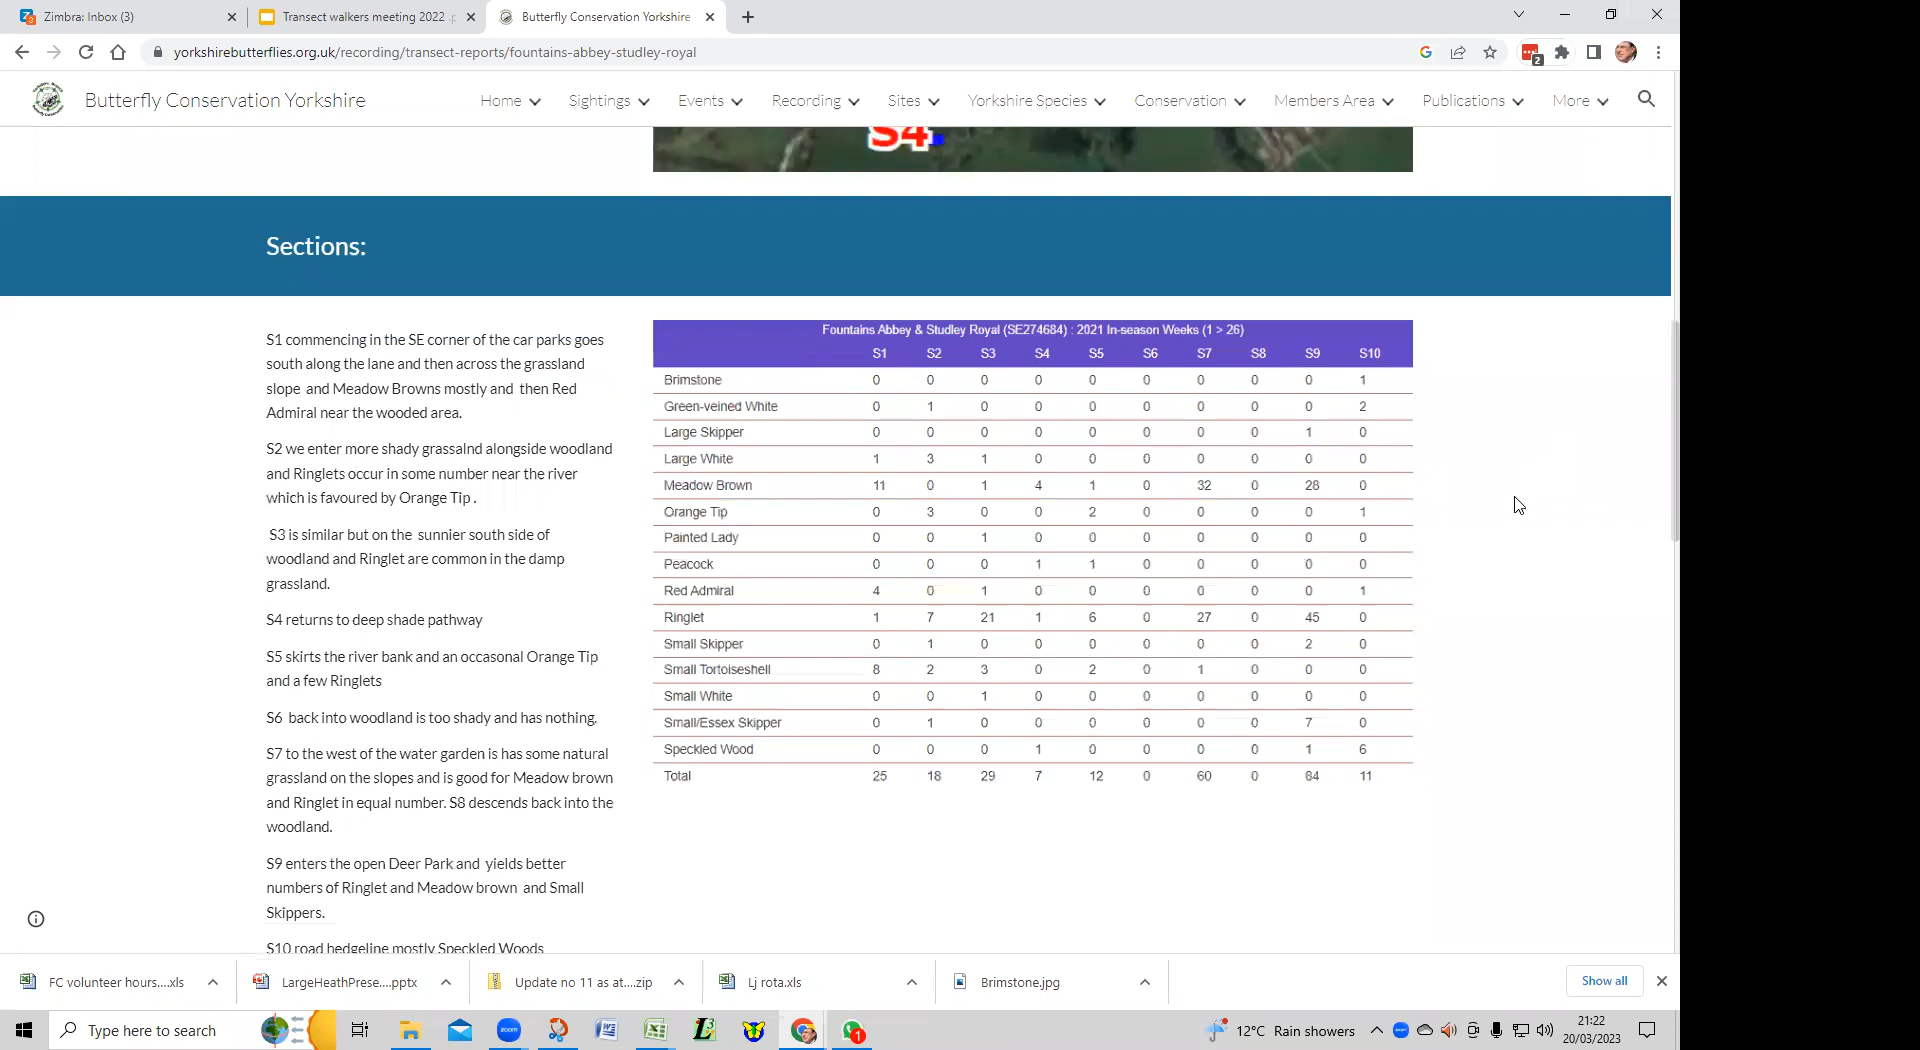 Zimbra: Inbox (3)
Transect walkers meeting 2022 .p
Butterfly Conservation Yorkshire
yorkshirebutterflies.org.uk/recording/transect-reports/fountains-abbey-studley-royal
2
Butterfly Conservation Yorkshire
Home Sightings Events Recording Sites Yorkshire Species Conservation Members Area Publications More
S4
Sections:
S1 commencing in the SE corner of the car parks goes
south along the lane and then across the grassland
slope and Meadow Browns mostly and then Red
Admiral near the wooded area.
S2 we enter more shady grassalnd alongside woodland
and Ringlets occur in some number near the river
which is favoured by Orange Tip .
S3 is similar but on the sunnier south side of
woodland and Ringlet are common in the damp
grassland.
S4 returns to deep shade pathway
S5 skirts the river bank and an occasonal Orange Tip
and a few Ringlets
S6 back into woodland is too shady and has nothing.
S7 to the west of the water garden is has some natural
grassland on the slopes and is good for Meadow brown
and Ringlet in equal number. S8 descends back into the
woodland.
S9 enters the open Deer Park and yields better
numbers of Ringlet and Meadow brown and Small
Skippers.
S10 road hedgeline mostly Speckled Woods
Fountains Abbey & Studley Royal (SE274684) : 2021 In-season Weeks (1 > 26)
S1 S2 S3 S4 S5 S6 S7 S8 S9 S10
Brimstone 0 0 0 0 0 0 0 0 0 1
Green-veined White 0 1 0 0 0 0 0 0 0 2
Large Skipper 0 0 0 0 0 0 0 0 1 0
Large White 1 3 1 0 0 0 0 0 0 0
Meadow Brown 11 0 1 4 1 0 32 0 28 0
Orange Tip 0 3 0 0 2 0 0 0 0 1
Painted Lady 0 0 1 0 0 0 0 0 0 0
Peacock 0 0 0 1 1 0 0 0 0 0
Red Admiral 4 0 1 0 0 0 0 0 0 1
Ringlet 1 7 21 1 6 0 27 0 45 0
Small Skipper 0 1 0 0 0 0 0 0 2 0
Small Tortoiseshell 8 2 3 0 2 0 1 0 0 0
Small White 0 0 1 0 0 0 0 0 0 0
Small/Essex Skipper 0 1 0 0 0 0 0 0 7 0
Speckled Wood 0 0 0 1 0 0 0 0 1 6
Total 25 18 29 7 12 0 60 0 84 11
FC volunteer hours....xls
LargeHeathPrese....pptx
Update no 11 as at....zip
Lj rota.xls
Brimstone.jpg
Show all
Type here to search
zoom
1
12°C Rain showers
21:22
20/03/2023